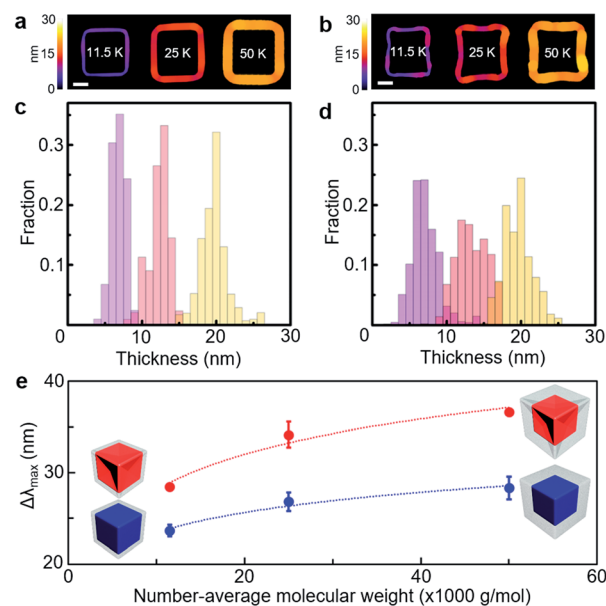 a
30
15
0
nm
11.5 K
25 K
50 K
b
30
15
0
nm
11.5 K
25 K
50 K
c
0.3
0.2
0.1
0
10
20
30
Fraction
Thickness (nm)
d
0.3
0.2
0.1
0
10
20
30
Fraction
Thickness (nm)
e
40
30
20
Δλmax (nm)
0
20
40
60
Number-average molecular weight (x1000 g/mol)